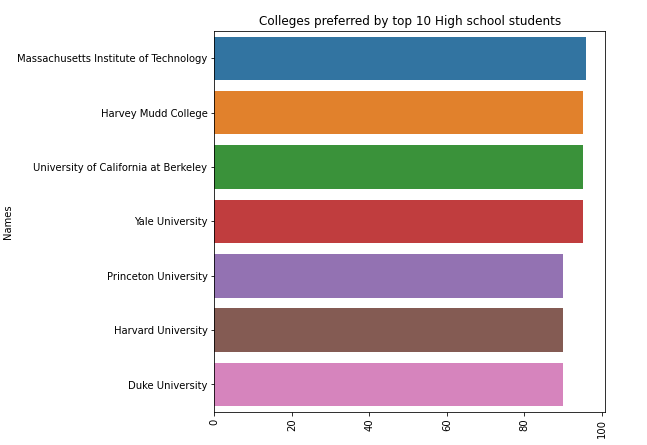 Colleges preferred by top 10 High school students
Massachusetts Institute of Technology
Harvey Mudd College
University of California at Berkeley
Yale University
Princeton University
Harvard University
Duke University
Names
0
20
40
60
80
100